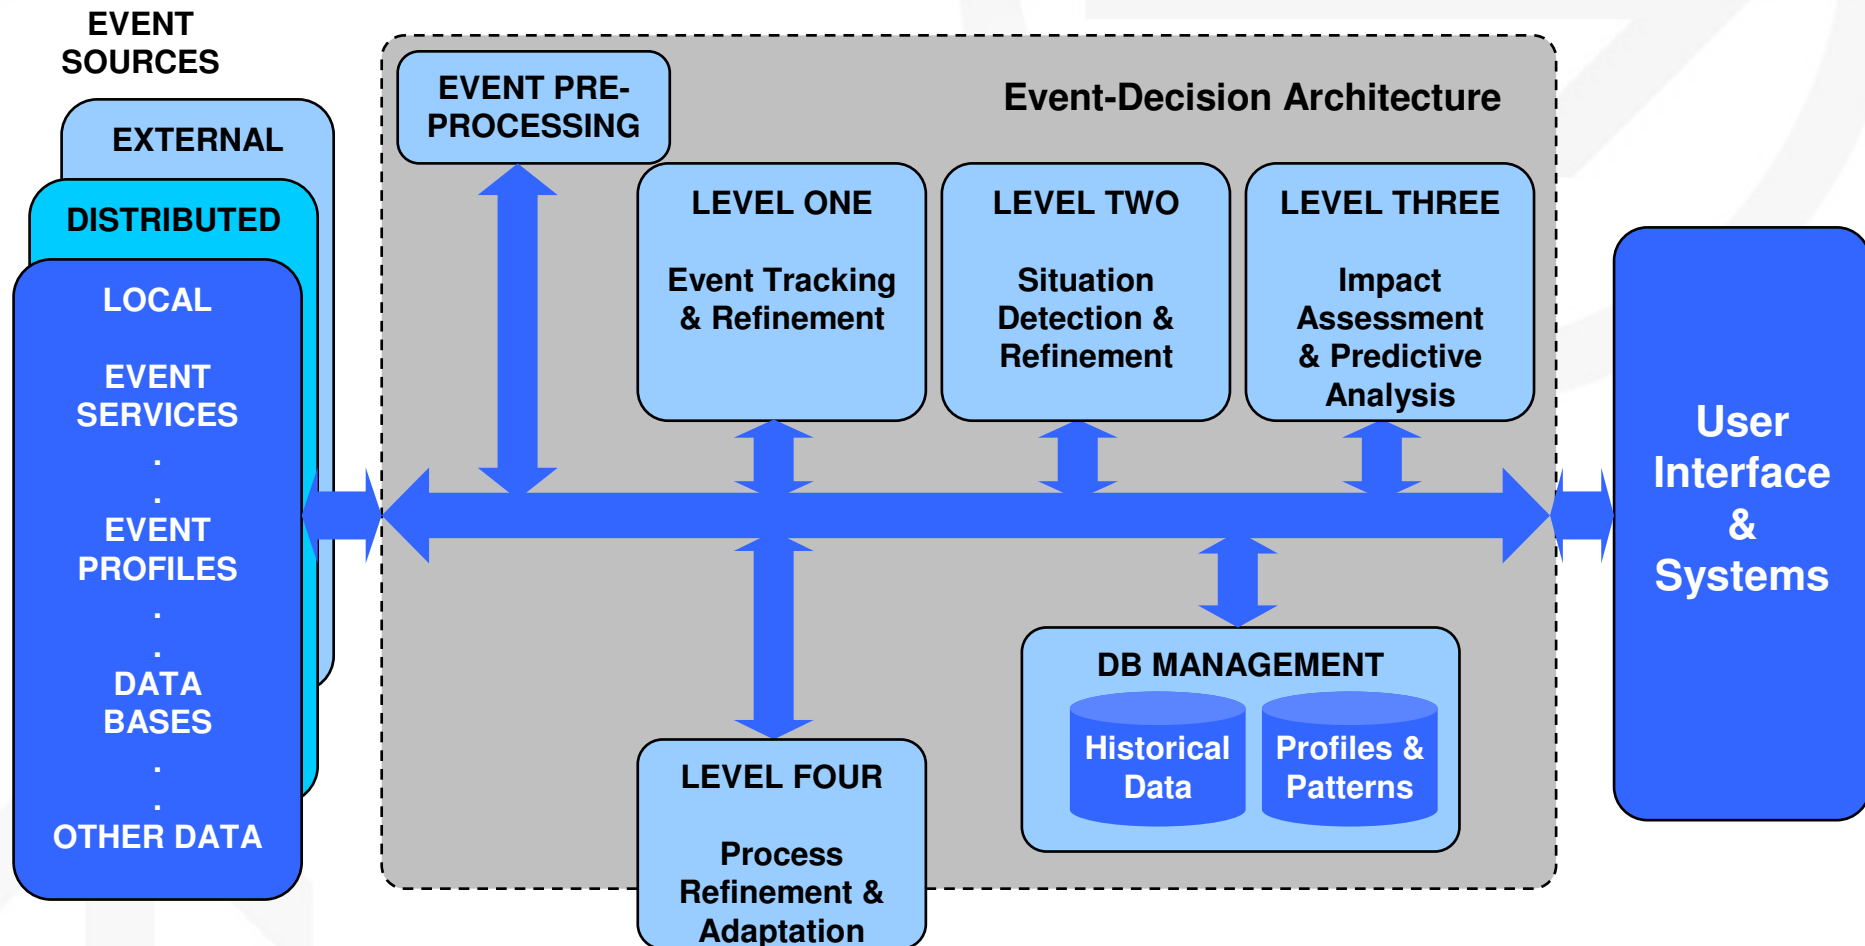 EVENT
SOURCES
EXTERNAL
DISTRIBUTED
LOCAL
EVENT
SERVICES
.
.
EVENT
PROFILES
.
.
DATA
BASES
.
.
OTHER DATA
EVENT PRE-
PROCESSING
Event-Decision Architecture
LEVEL ONE
Event Tracking
& Refinement
LEVEL TWO
Situation
Detection &
Refinement
LEVEL THREE
Impact
Assessment
& Predictive
Analysis
LEVEL FOUR
Process
Refinement &
Adaptation
DB MANAGEMENT
Historical
Data
Profiles &
Patterns
User
Interface
&
Systems